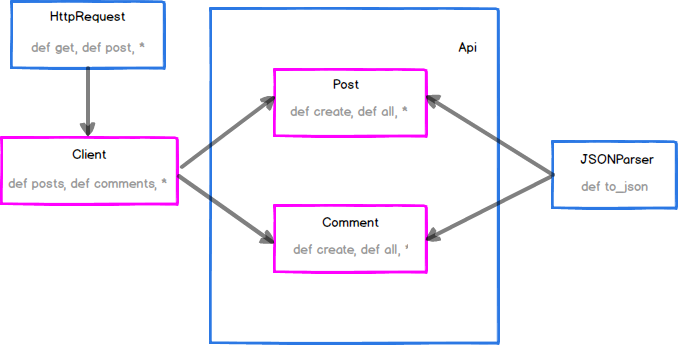 HttpRequest
def get, def post, *
Api
Post
def create, def all, *
Client
def posts, def comments, *
JSONParser
def to_json
Comment
def create, def all, *